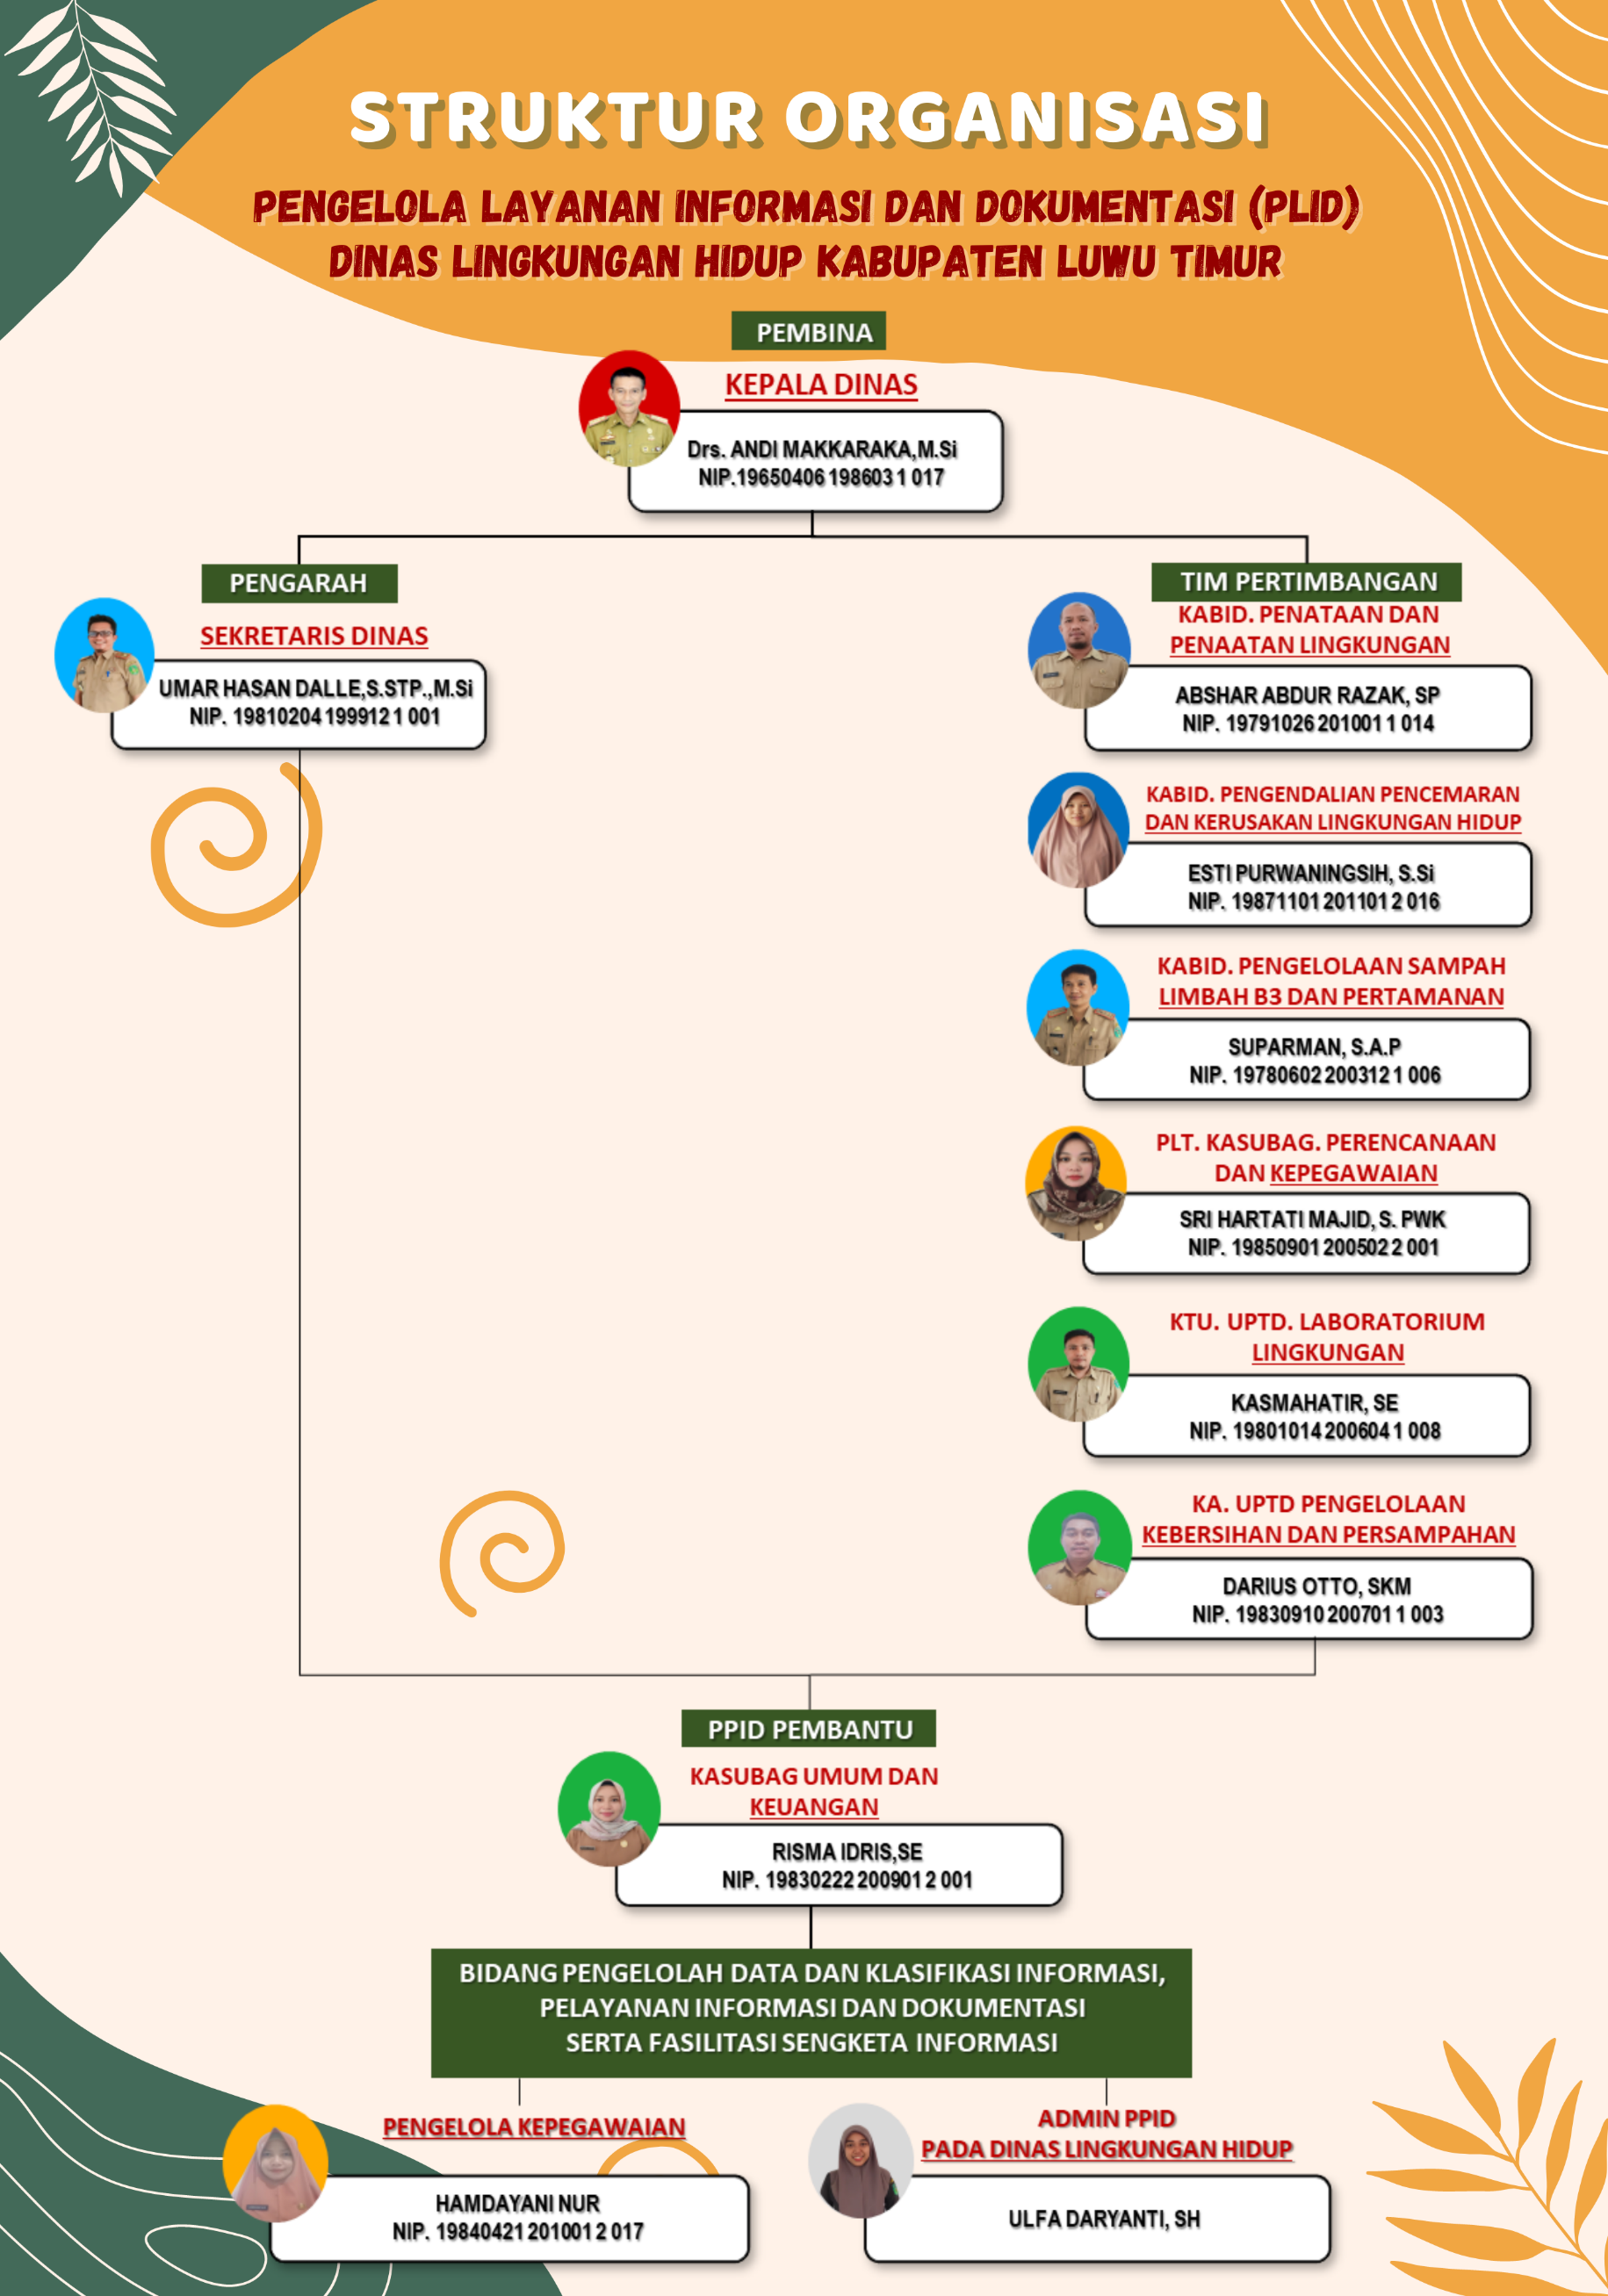 STRUKTUR ORGANISASI
PENGELOLA LAYANAN INFORMASI DAN DOKUMENTASI (PLID)
DINAS LINGKUNGAN HIDUP KABUPATEN LUWU TIMUR
PEMBINA
KEPALA DINAS
Drs. ANDI MAKKARAKA,M.Si
NIP.19650406 198603 1 017
PENGARAH
SEKRETARIS DINAS
UMAR HASAN DALLE,S.STP.,M.Si
NIP. 19810204 199912 1 001
TIM PERTIMBANGAN
KABID. PENATAAN DAN
PENAATAN LINGKUNGAN
ABSHAR ABDUR RAZAK, SP
NIP. 19791026 201001 1 014
KABID. PENGENDALIAN PENCEMARAN
DAN KERUSAKAN LINGKUNGAN HIDUP
ESTI PURWANINGSIH, S.Si
NIP. 19871101 201101 2 016
KABID. PENGELOLAAN SAMPAH
LIMBAH B3 DAN PERTAMANAN
SUPARMAN, S.A.P
NIP. 19780602 200312 1 006
PLT. KASUBAG. PERENCANAAN
DAN KEPEGAWAIAN
SRI HARTATI MAJID, S. PWK
NIP. 19850901 200502 2 001
KTU. UPTD. LABORATORIUM
LINGKUNGAN
KASMAHATIR, SE
NIP. 19801014 200604 1 008
KA. UPTD PENGELOLAAN
KEBERSIHAN DAN PERSAMPAHAN
DARIUS OTTO, SKM
NIP. 19830910 200701 1 003
PPID PEMBANTU
KASUBAG UMUM DAN
KEUANGAN
RISMA IDRIS,SE
NIP. 19830222 200901 2 001
BIDANG PENGELOLAH DATA DAN KLASIFIKASI INFORMASI,
PELAYANAN INFORMASI DAN DOKUMENTASI
SERTA FASILITASI SENGKETA INFORMASI
PENGELOLA KEPEGAWAIAN
HAMDAYANI NUR
NIP. 19840421 201001 2 017
ADMIN PPID
PADA DINAS LINGKUNGAN HIDUP
ULFA DARYANTI, SH